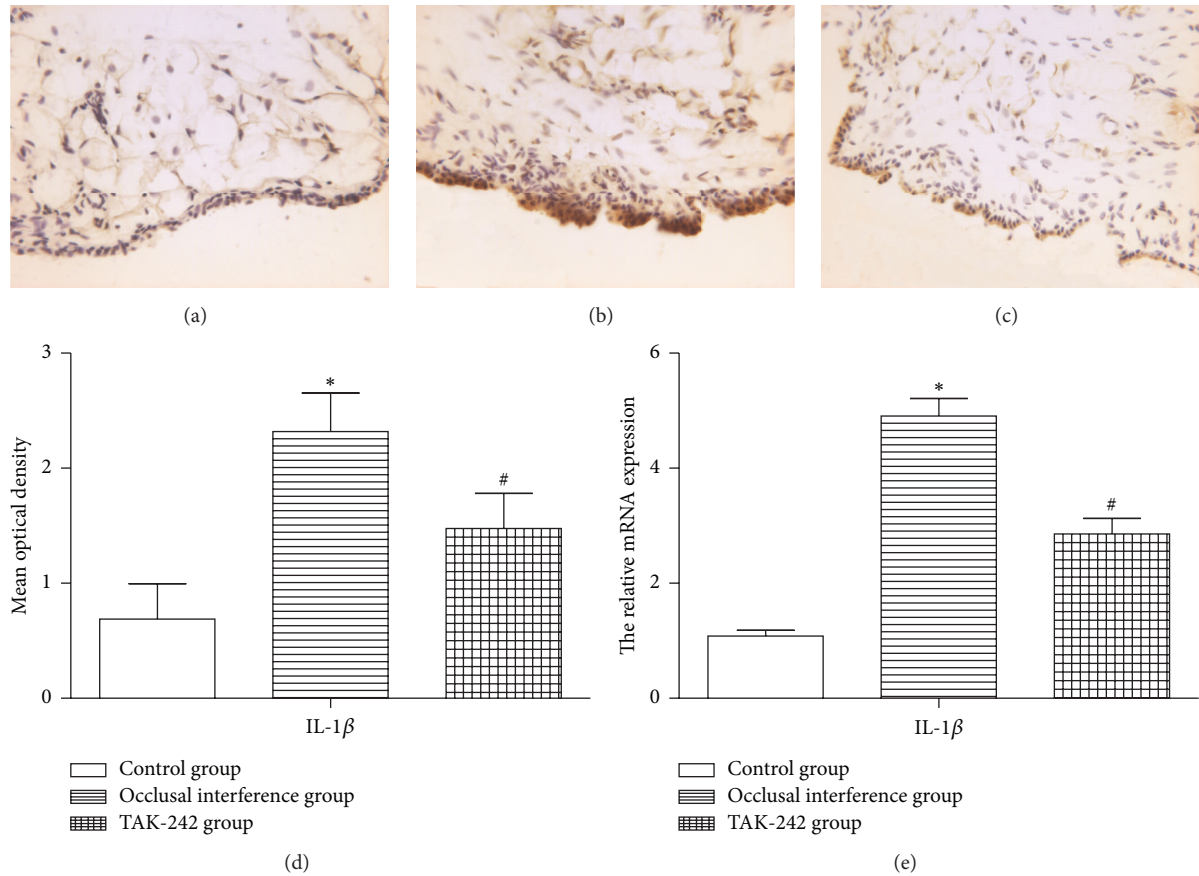 (a)
(b)
(c)
3
2
1
0
Mean optical density
*
#
IL-1β
Control group
Occlusal interference group
TAK-242 group
(d)
6
4
2
0
The relative mRNA expression
*
#
IL-1β
Control group
Occlusal interference group
TAK-242 group
(e)